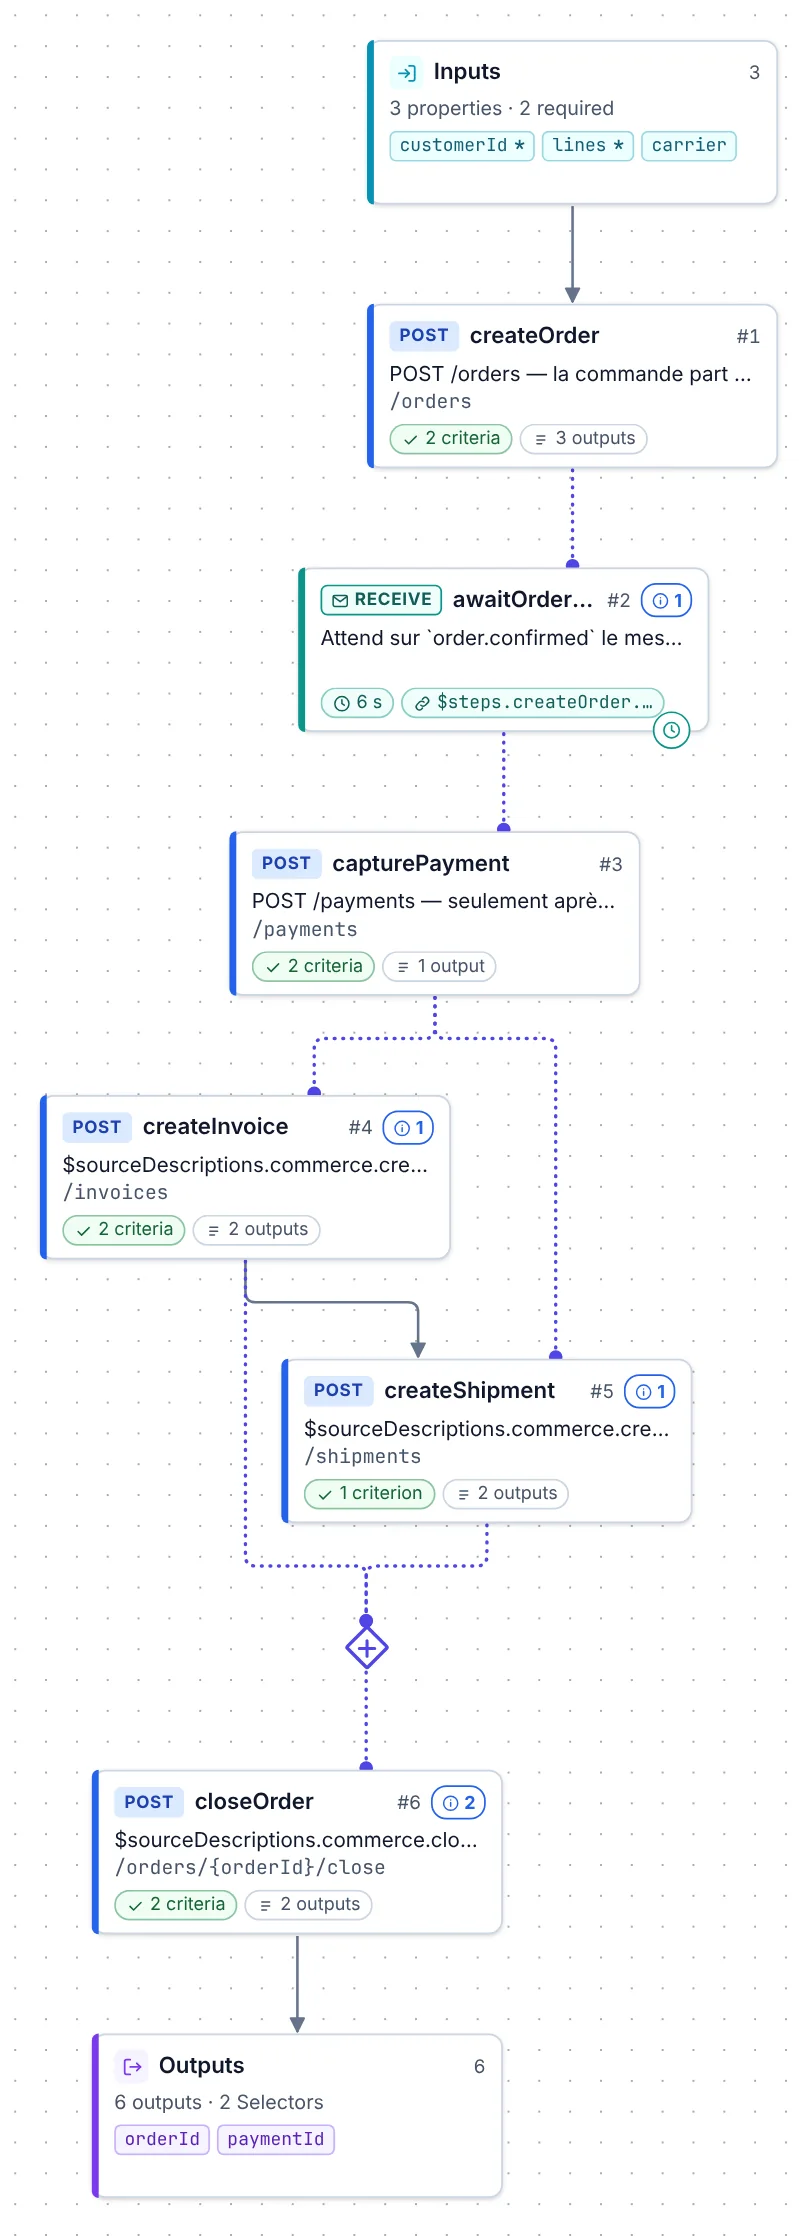 Inputs 3
3 properties · 2 required
customerId * lines * carrier
POST createOrder #1
POST /orders — la commande part ...
/orders
2 criteria 3 outputs
RECEIVE awaitOrder... #2 1
Attend sur `order.confirmed` le mes...
6 s $steps.createOrder.…
POST capturePayment #3
POST /payments — seulement aprè...
/payments
2 criteria 1 output
POST createInvoice #4 1
$sourceDescriptions.commerce.cre...
/invoices
2 criteria 2 outputs
POST createShipment #5 1
$sourceDescriptions.commerce.cre...
/shipments
1 criterion 2 outputs
POST closeOrder #6 2
$sourceDescriptions.commerce.clo...
/orders/{orderId}/close
2 criteria 2 outputs
Outputs 6
6 outputs · 2 Selectors
orderId paymentId